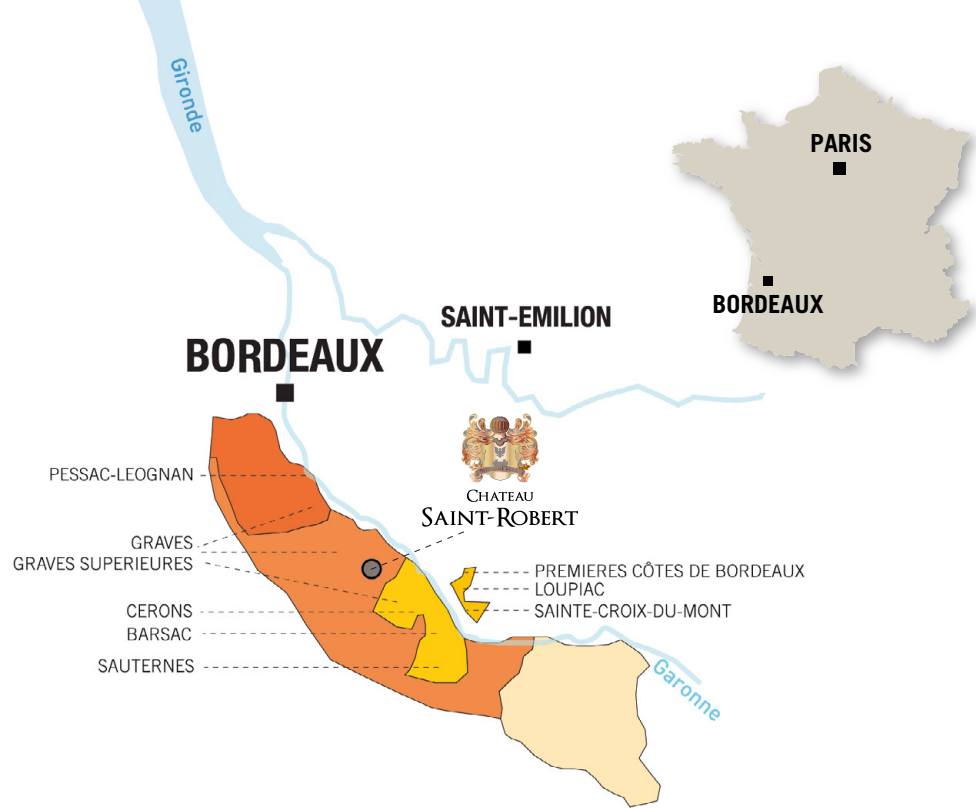 Gironde
PARIS
BORDEAUX
SAINT-EMILION
BORDEAUX
CHATEAU
SAINT-ROBERT
PESSAC-LEOGNAN
GRAVES
GRAVES SUPERIEURES
CERONS
BARSAC
SAUTERNES
PREMIERES CÔTES DE BORDEAUX
LOUPIAC
SAINTE-CROIX-DU-MONT
Garonne